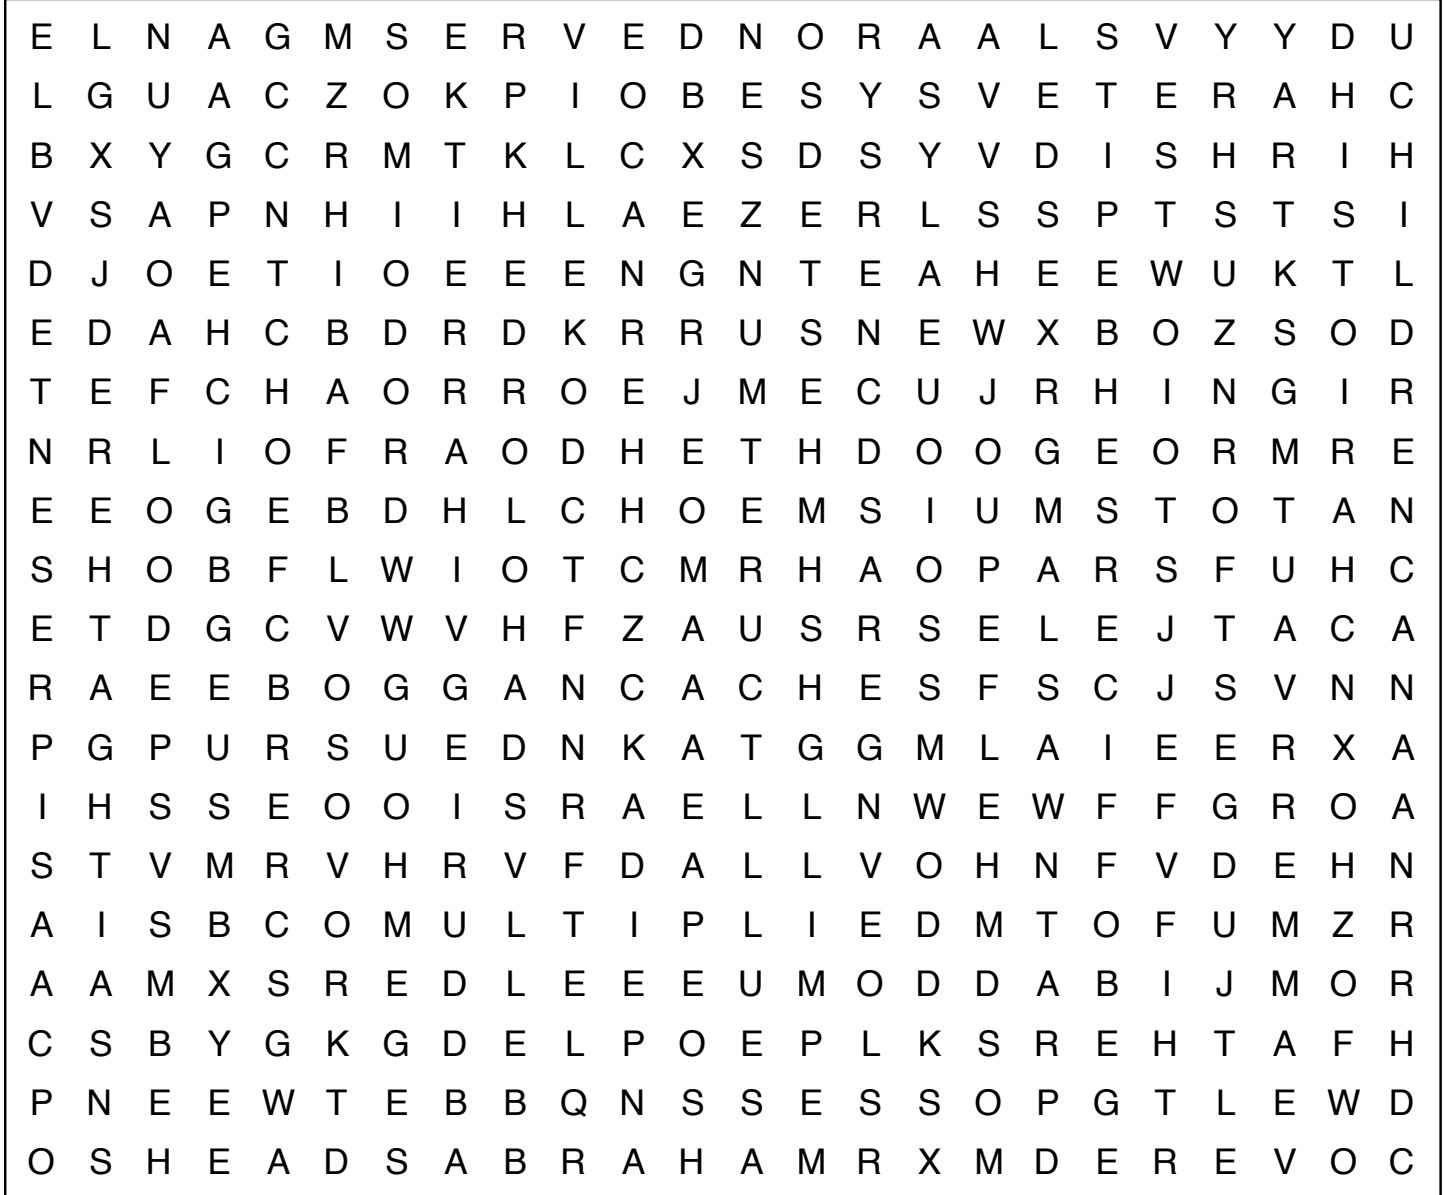 E L N A G M S E R V E D N O R A A L S V Y Y D U
L G U A C Z O K P I O B E S Y S V E T E R A H C
B X Y G C R M T K L C X S D S Y V D I S H R I H
V S A P N H I I H L A E Z E R L S S P T S T S I
D J O E T I O E E E N G N T E A H E E W U K T L
E D A H C B D R D K R R U S N E W X B O Z S O D
T E F C H A O R R O E J M E C U J R H I N G I R
N R L I O F R A O D H E T H D O O G E O R M R E
E E O G E B D H L C H O E M S I U M S T O T A N
S H O B F L W I O T C M R H A O P A R S F U H C
E T D G C V W V H F Z A U S R S E L E J T A C A
R A E E B O G G A N C A C H E S F S C J S V N N
P G P U R S U E D N K A T G G M L A I E E R X A
I H S S E O O I S R A E L L N W E W F F G R O A
S T V M R V H R V F D A L L V O H N F V D E H N
A I S B C O M U L T I P L I E D M T O F U M Z R
A A M X S R E D L E E E U M O D D A B I J M O R
C S B Y G K G D E L P O E P L K S R E H T A F H
P N E E W T E B B Q N S S E S S O P G T L E W D
O S H E A D S A B R A H A M R X M D E R E V O C